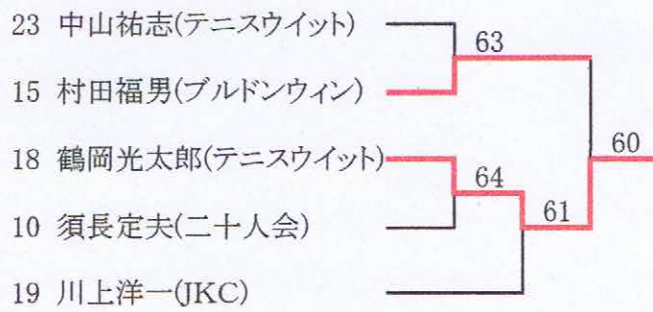 23 中山祐志(テニスウイット)
63
15 村田福男(ブルドンウィン)
60
18 鶴岡光太郎(テニスウイット)
64
61
10 須長定夫(二十人会)
19 川上洋一(JKC)